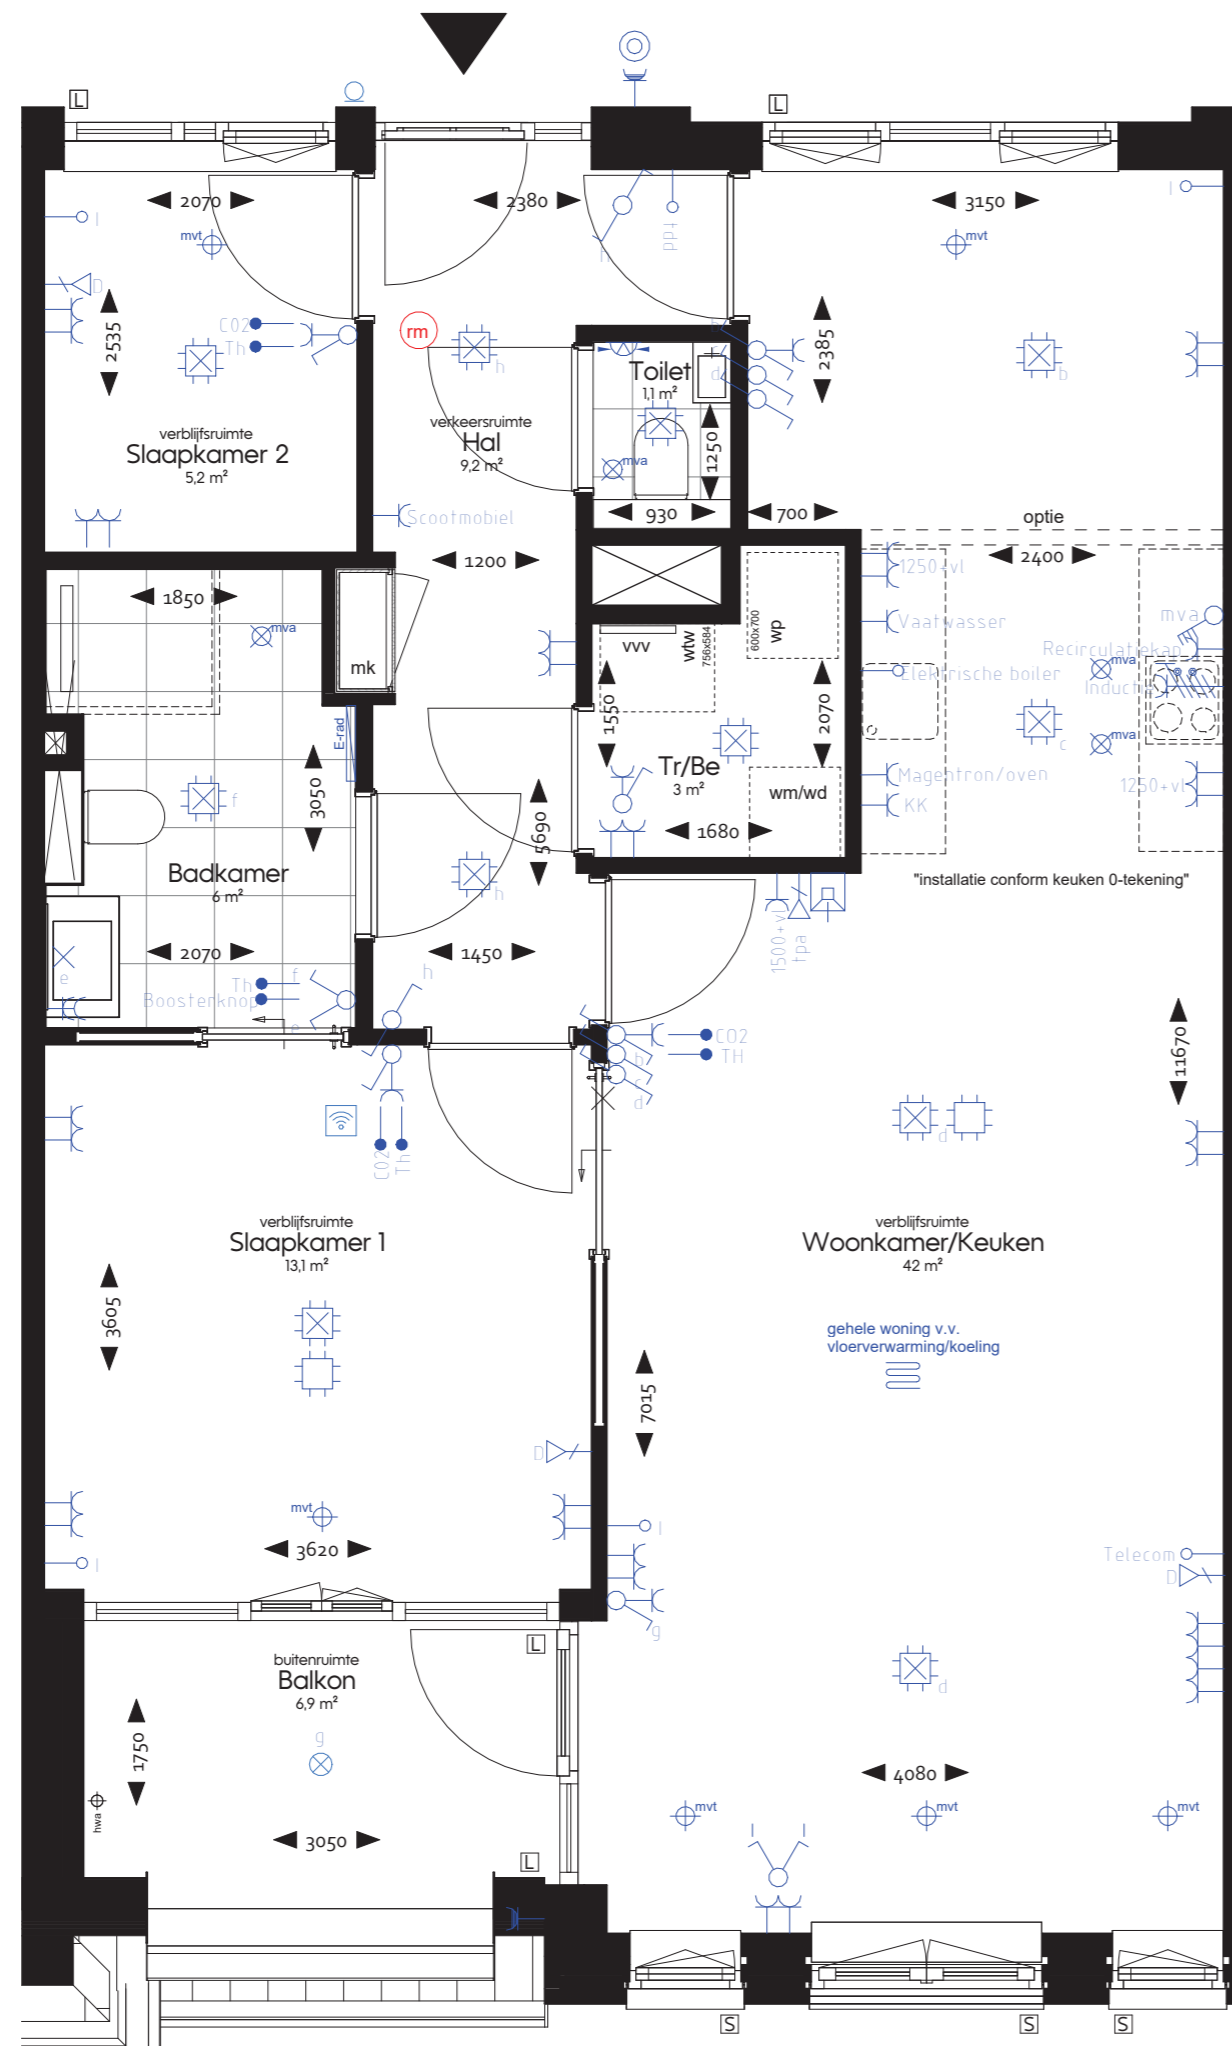 L
L
2070
2380
3150
l
l
mvt
h
tdd
mvt
D
2535
CO2
Th
rm
h
b
c
d
2385
b
Toilet
1,1 m²
verblijfsruimte
Slaapkamer 2
5,2 m²
verkeersruimte
Hal
9,2 m²
mva
1250
Scootmobiel
930
700
optie
1200
2400
1250+vl
1850
mva
mk
vvv
wtw
756x584
600x700
wp
Vaatwasser
mva
Recirculatiekap
Elektrische boiler
mva
Inductie
E-rad
1550
2070
c
mva
3050
f
Tr/Be
3 m²
wm/wd
Magentron/oven
1250+vl
KK
5690
1680
Badkamer
6 m²
h
"installatie conform keuken 0-tekening"
1500+vl
tpa
2070
1450
e
Th
f
Boosterknop
e
h
11670
CO2
TH
b
c
d
CO2
Th
d
verblijfsruimte
Slaapkamer 1
13,1 m²
verblijfsruimte
Woonkamer/Keuken
42 m²
3605
gehele woning v.v.
vloerverwarming/koeling
7015
D
mvt
l
l
3620
Telecom
D
g
L
buitenruimte
Balkon
6,9 m²
d
g
1750
4080
hwa
mvt
mvt
mvt
3050
l
l
L
S
S
S